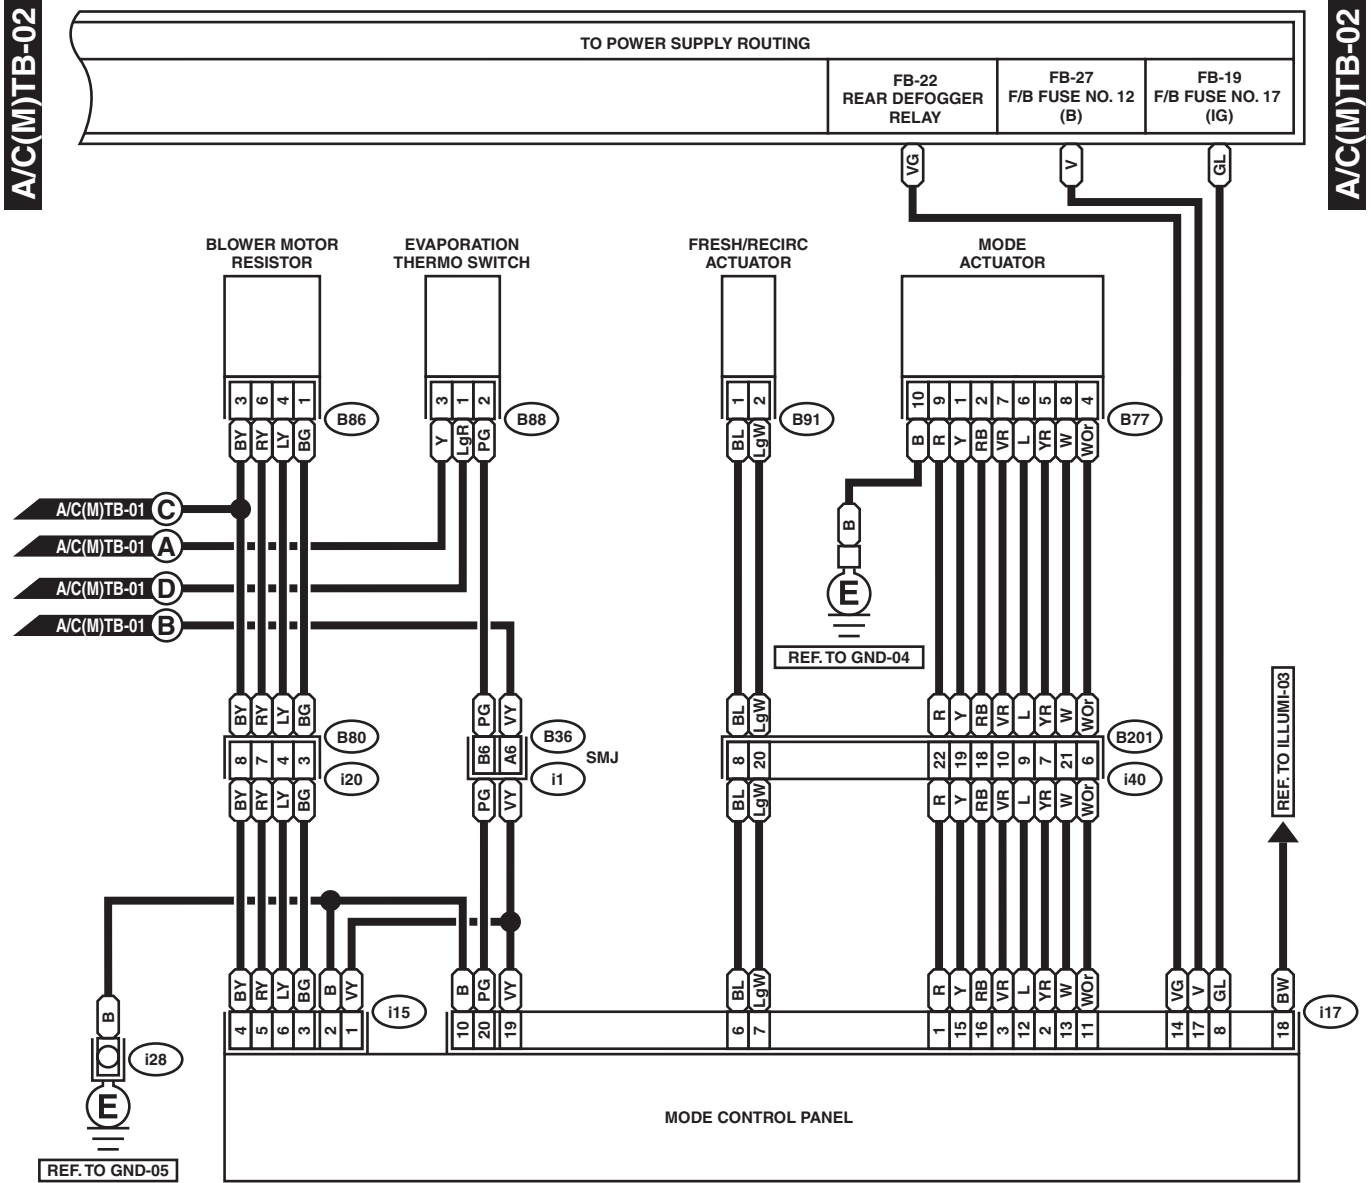 A/C(M)TB-02
A/C(M)TB-02
TO POWER SUPPLY ROUTING
FB-22
REAR DEFOGGER
RELAY
FB-27
F/B FUSE NO. 12
(B)
FB-19
F/B FUSE NO. 17
(IG)
VG V GL
BLOWER MOTOR
RESISTOR
EVAPORATION
THERMO SWITCH
FRESH/RECIRC
ACTUATOR
MODE
ACTUATOR
3 6 4 1 B86
3 1 2 B88
1 2 B91
10 9 1 2 7 6 5 8 4 B77
BY RY LY BG
Y LgR PG
BL LgW
B R Y RB VR L YR W WOr
A/C(M)TB-01 C
A/C(M)TB-01 A
A/C(M)TB-01 D
A/C(M)TB-01 B
B
E
REF. TO GND-04
REF. TO ILLUMI-03
BY RY LY BG
PG VY
BL LgW
R Y RB VR L YR W WOr
B80
B36
B201
8 7 4 3
B6 A6
SMJ
8 20
22 19 18 10 9 7 21 6
i20
i1
i40
BY RY LY BG
PG VY
BL LgW
R Y RB VR L YR W WOr
BY RY LY BG B VY
B PG VY
BL LgW
R Y RB VR L YR W WOr
VG V GL
BW
i15
i17
4 5 6 3 2 1
10 20 19
6 7
1 15 16 3 12 2 13 11
14 17 8
18
B
i28
E
REF. TO GND-05
MODE CONTROL PANEL